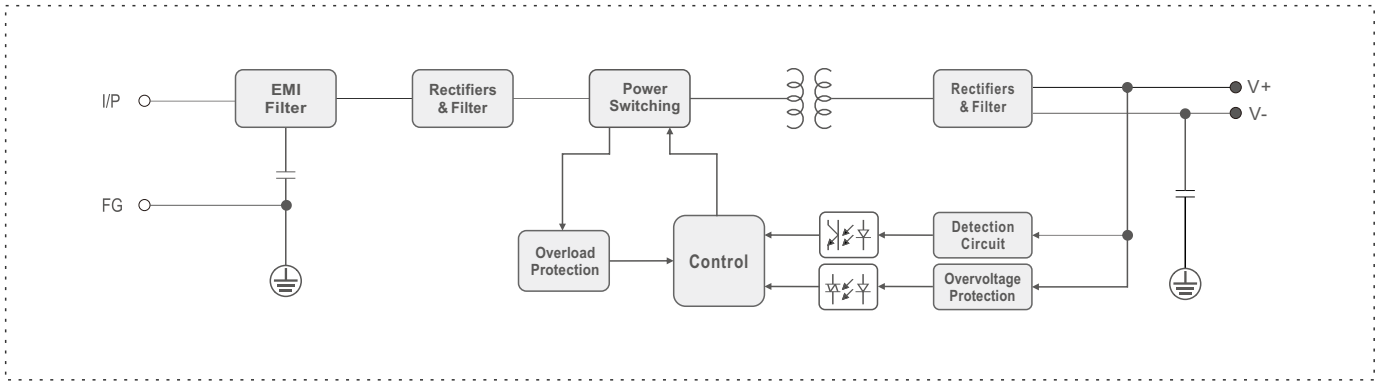 I/P
EMI
Filter
Rectifiers
& Filter
Power
Switching
Rectifiers
& Filter
V+
V-
FG
Overload
Protection
Control
Detection
Circuit
Overvoltage
Protection